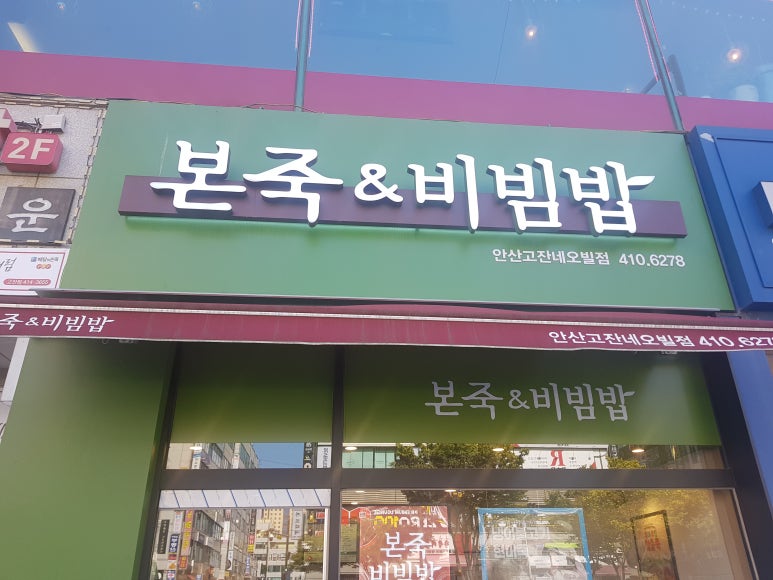 본죽&비빔밥
안산고잔네오빌점 410.6278
2F
운
죽&비빔밥
안산고잔네오빌점 410.627
본죽&비빔밥
본죽
비빔밥